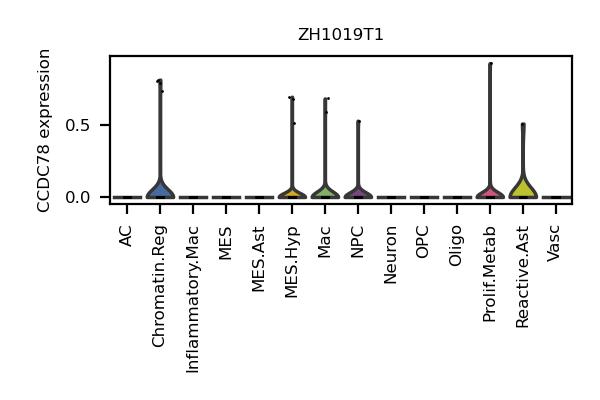 ZH1019T1
CCDC78 expression
0.5
0.0
AC
Chromatin.Reg
Inflammatory.Mac
MES
MES.Ast
MES.Hyp
Mac
NPC
Neuron
OPC
Oligo
Prolif.Metab
Reactive.Ast
Vasc